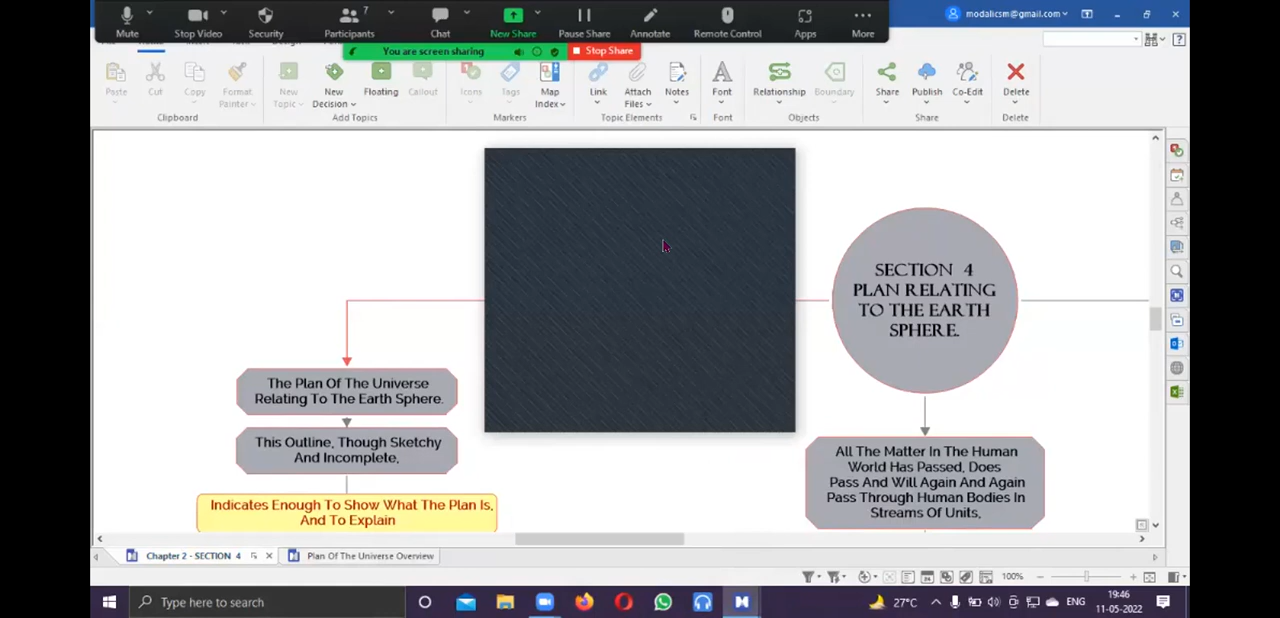 Mute
Stop Video
Security
Participants
7
Chat
New Share
Pause Share
Annotate
Remote Control
Apps
More
modalicsm@gmail.com
You are screen sharing
Stop Share
Paste
Cut
Copy
Format
Painter
New
Topic
New
Decision
Floating
Callout
Icons
Tags
Map
Index
Link
Attach
Files
Notes
Font
Relationship
Boundary
Share
Publish
Co-Edit
Delete
Clipboard
Add Topics
Markers
Topic Elements
Font
Objects
Share
Delete
SECTION 4
PLAN RELATING
TO THE EARTH
SPHERE.
The Plan Of The Universe
Relating To The Earth Sphere.
This Outline, Though Sketchy
And Incomplete,
Indicates Enough To Show What The Plan Is,
And To Explain
All The Matter In The Human
World Has Passed, Does
Pass And Will Again And Again
Pass Through Human Bodies In
Streams Of Units,
Chapter 2 - SECTION 4
Plan Of The Universe Overview
100%
Type here to search
27°C
ENG
19:46
11-05-2022